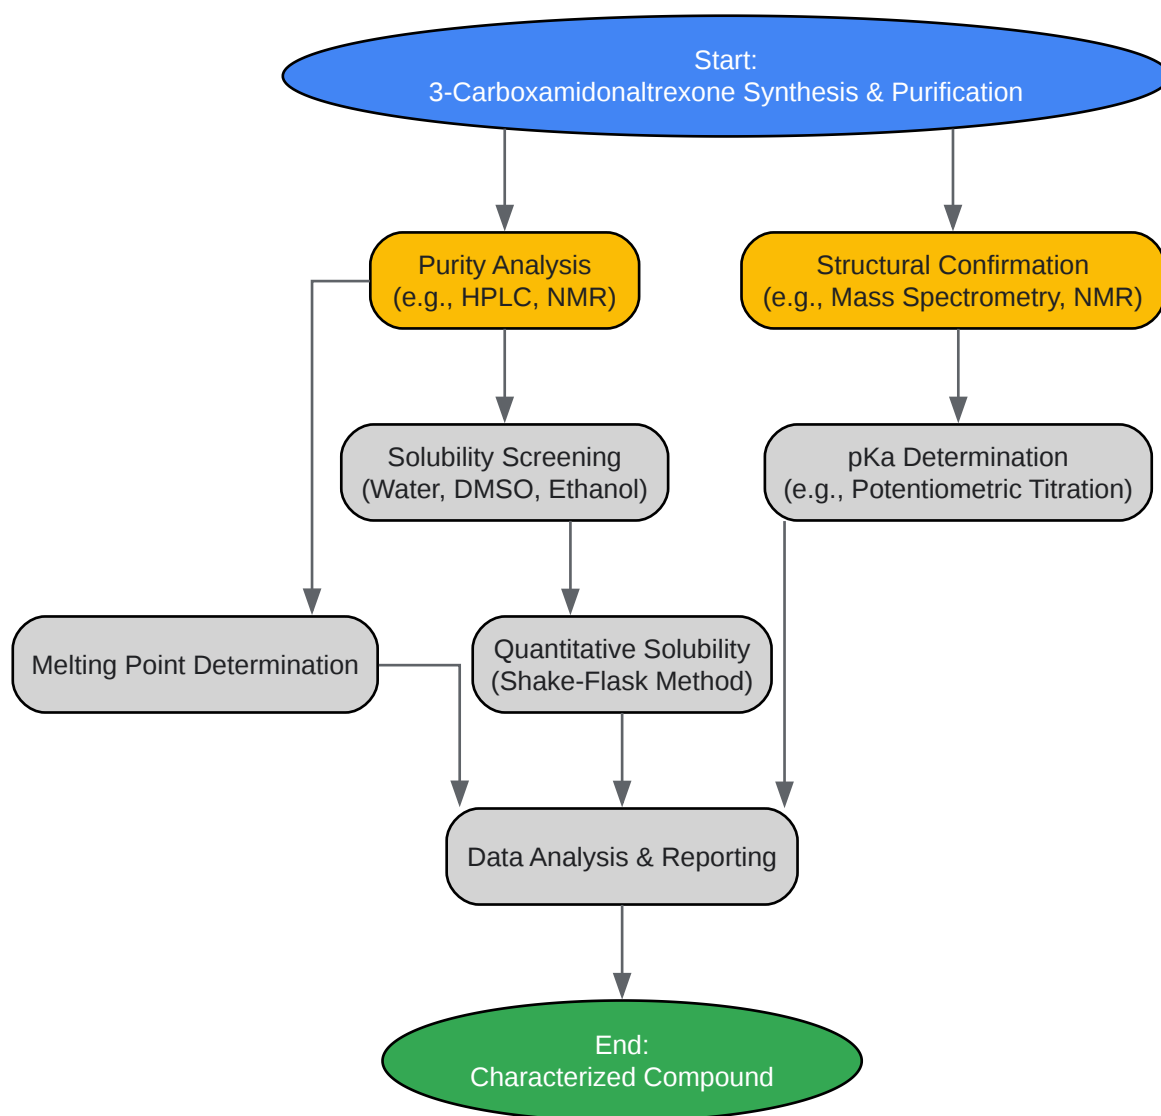 Start:
3-Carboxamidonaltrexone Synthesis & Purification
Purity Analysis
(e.g., HPLC, NMR)
Structural Confirmation
(e.g., Mass Spectrometry, NMR)
Solubility Screening
(Water, DMSO, Ethanol)
pKa Determination
(e.g., Potentiometric Titration)
Melting Point Determination
Quantitative Solubility
(Shake-Flask Method)
Data Analysis & Reporting
End:
Characterized Compound